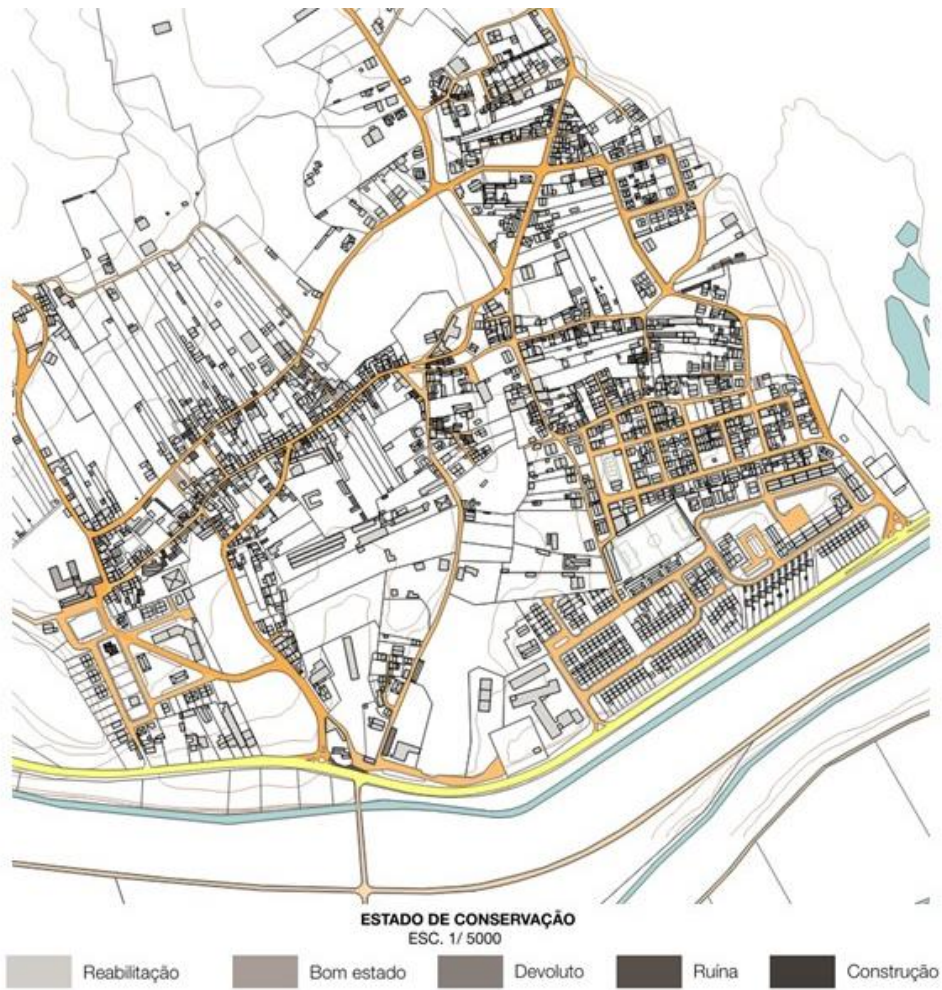 ESTADO DE CONSERVAÇÃO
ESC. 1/ 5000
Reabilitação
Bom estado
Devoluto
Ruína
Construção